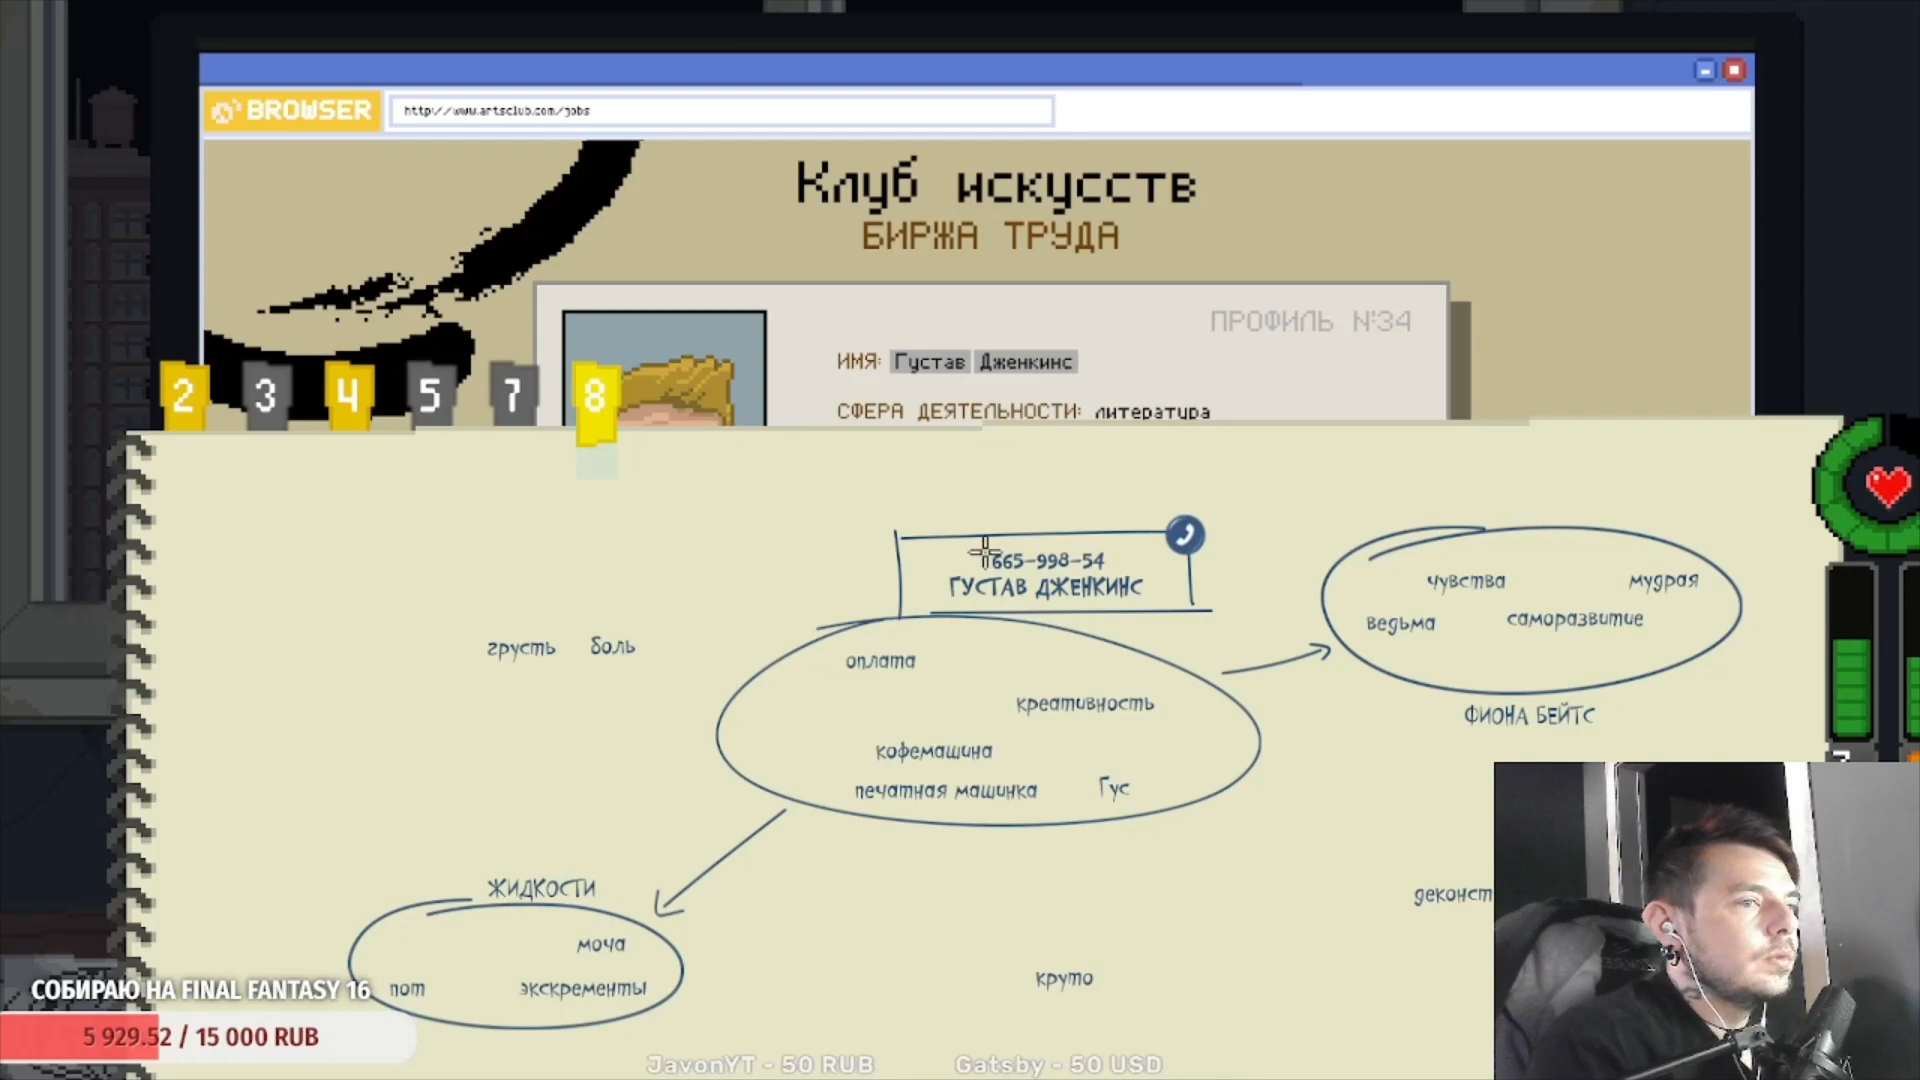 BROWSER
http://www.artsclub.com/jobs
Клуб искусств
БИРЖА ТРУДА
ПРОФИЛЬ №34
ИМЯ: Густав Дженкинс
СФЕРА ДЕЯТЕЛЬНОСТИ: литература
2 3 4 5 7 8
665-998-54
ГУСТАВ ДЖЕНКИНС
чувства мудрая
ведьма саморазвитие
ФИОНА БЕЙТС
грусть боль
оплата
креативность
кофемашина
печатная машинка Гус
ЖИДКОСТИ
моча
пот экскременты
деконст
круто
СОБИРАЮ НА FINAL FANTASY 16
5 929.52 / 15 000 RUB
JavonYT - 50 RUB Gatsby - 50 USD